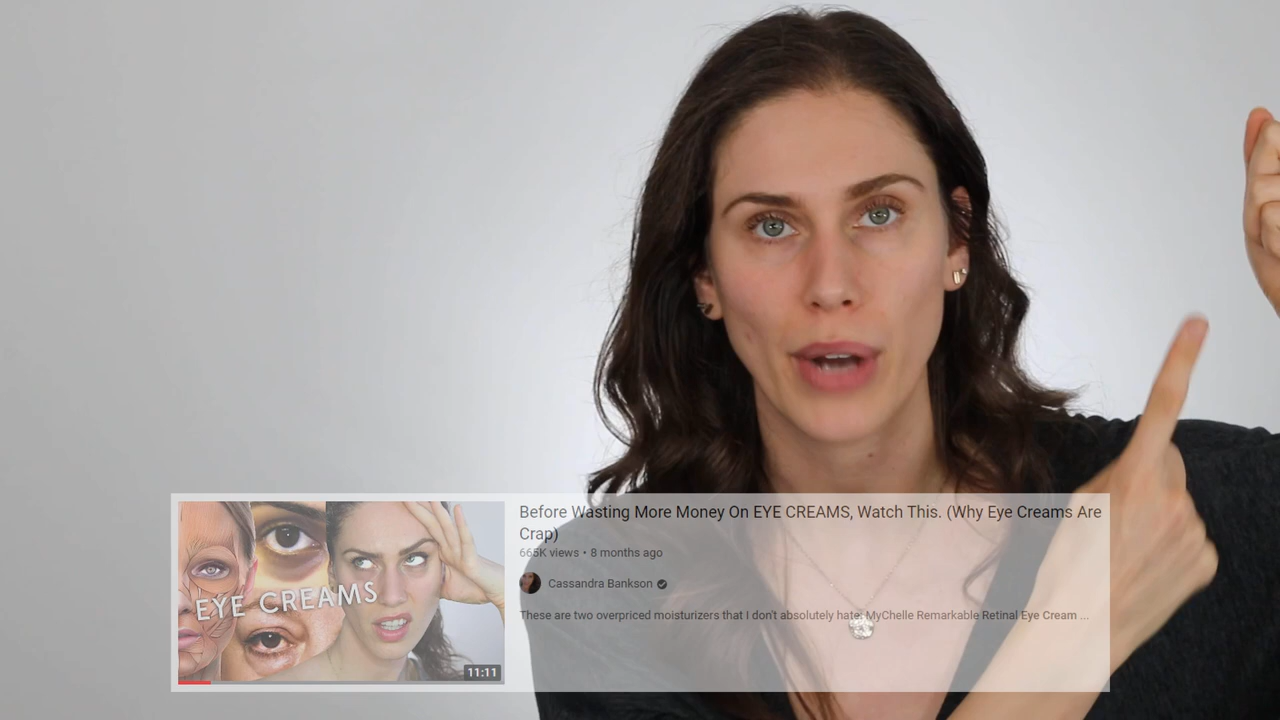 Before Wasting More Money On EYE CREAMS, Watch This. (Why Eye Creams Are
Crap)
665K views • 8 months ago
Cassandra Bankson
These are two overpriced moisturizers that I don't absolutely hate: MyChelle Remarkable Retinal Eye Cream ...
EYE CREAMS
11:11